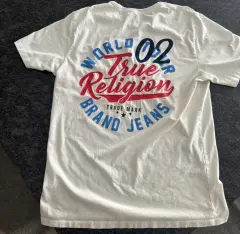 WORLD 02 R
True
Religion
TRADE MARK
BRAND JEANS